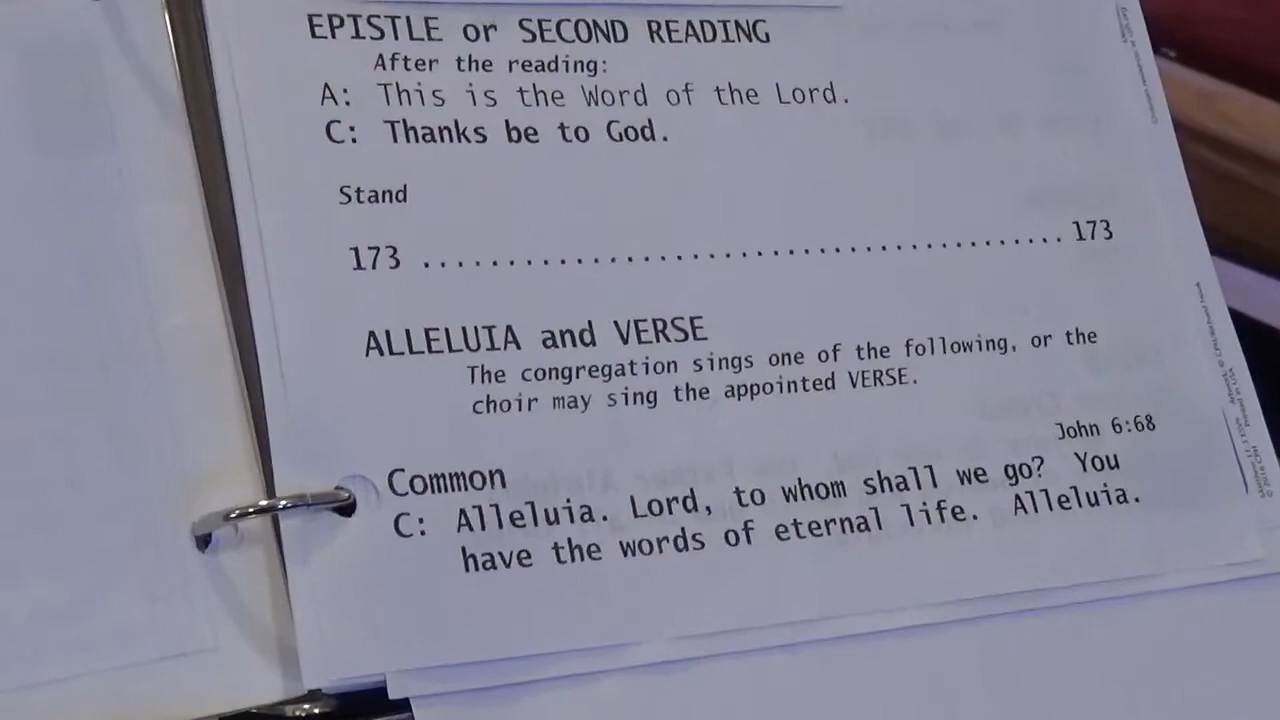 EPISTLE or SECOND READING
After the reading:
A: This is the Word of the Lord.
C: Thanks be to God.
Stand
173 ............................................ 173
ALLELUIA and VERSE
The congregation sings one of the following, or the
choir may sing the appointed VERSE.
John 6:68
Common
C: Alleluia. Lord, to whom shall we go? You
have the words of eternal life. Alleluia.